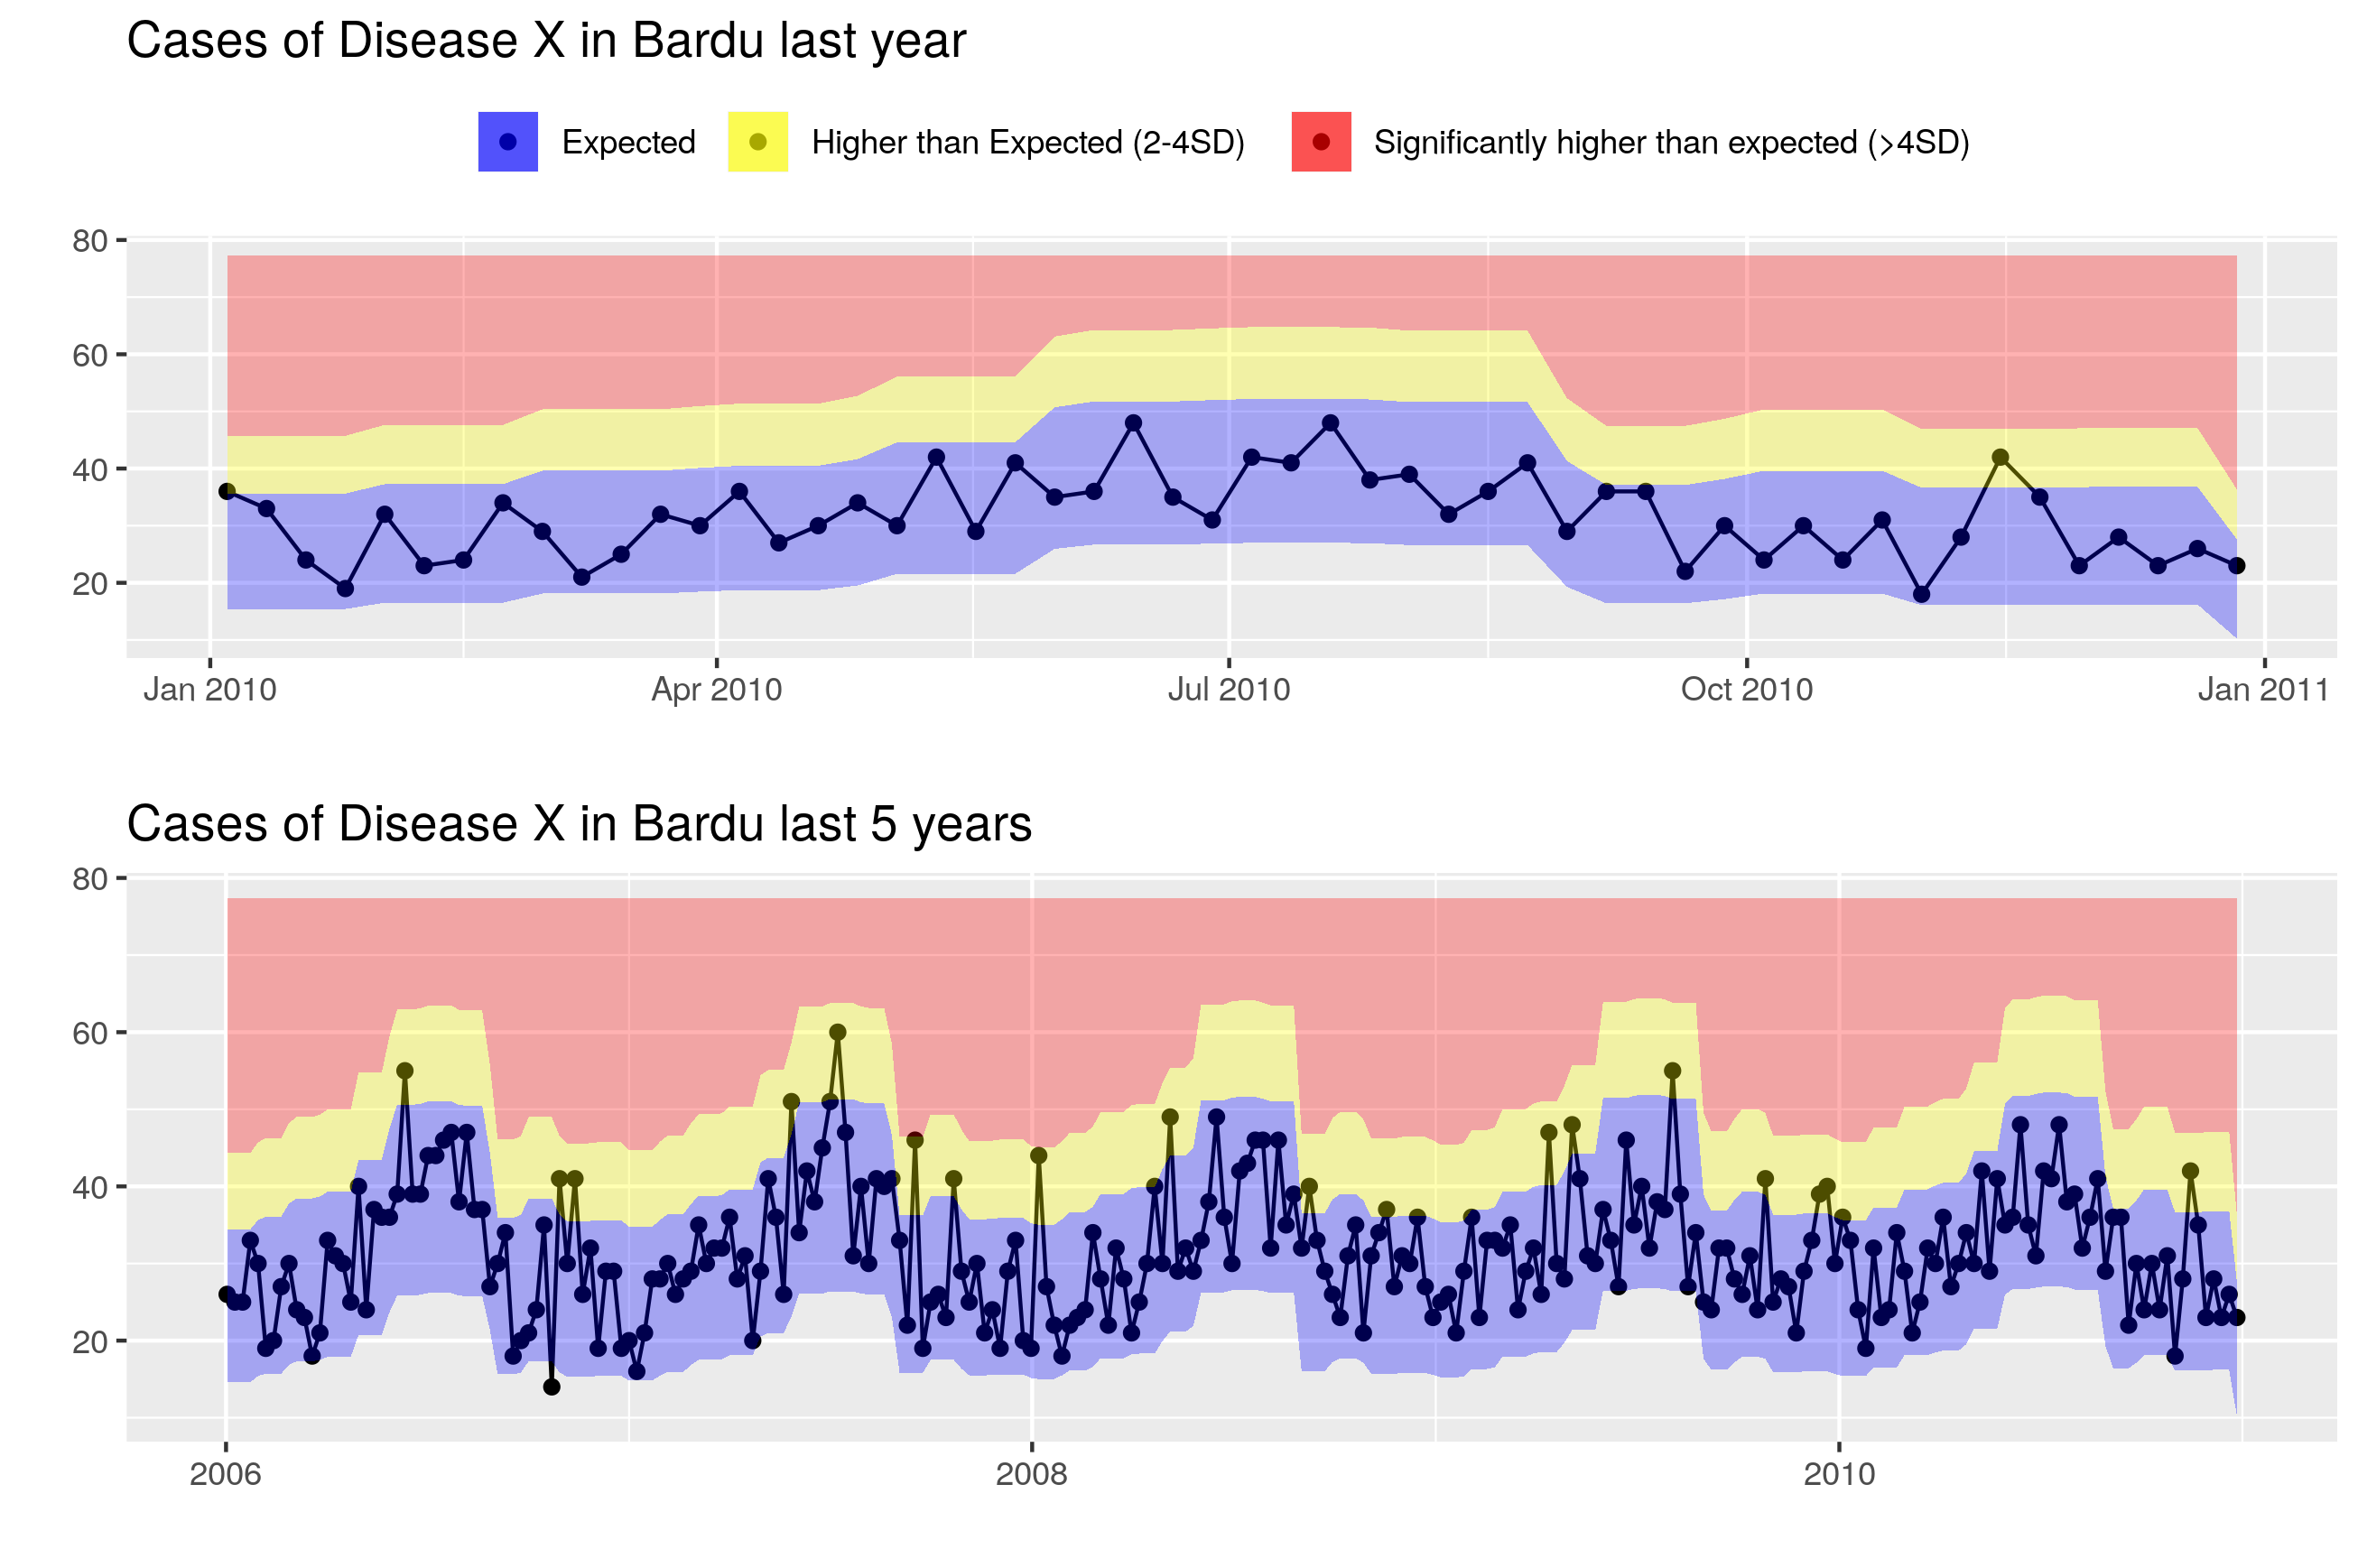 Cases of Disease X in Bardu last year
Expected Higher than Expected (2-4SD) Significantly higher than expected (>4SD)
80
60
40
20
Jan 2010 Apr 2010 Jul 2010 Oct 2010 Jan 2011
Cases of Disease X in Bardu last 5 years
80
60
40
20
2006 2008 2010